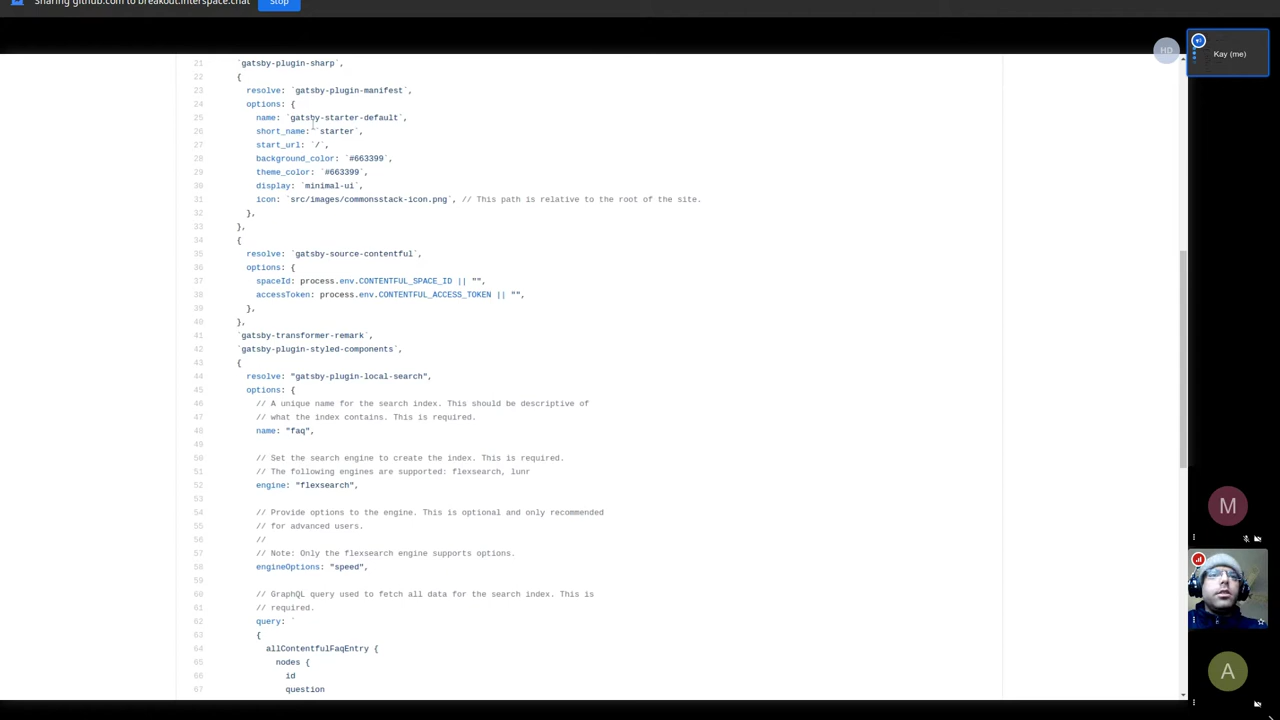 Sharing github.com to breakout.interspace.chat
Stop
HD
Kay (me)
21 `gatsby-plugin-sharp`,
22 {
23 resolve: `gatsby-plugin-manifest`,
24 options: {
25 name: `gatsby-starter-default`,
26 short_name: `starter`,
27 start_url: `/`,
28 background_color: `#663399`,
29 theme_color: `#663399`,
30 display: `minimal-ui`,
31 icon: `src/images/commonsstack-icon.png`, // This path is relative to the root of the site.
32 },
33 },
34 {
35 resolve: `gatsby-source-contentful`,
36 options: {
37 spaceId: process.env.CONTENTFUL_SPACE_ID || "",
38 accessToken: process.env.CONTENTFUL_ACCESS_TOKEN || "",
39 },
40 },
41 `gatsby-transformer-remark`,
42 `gatsby-plugin-styled-components`,
43 {
44 resolve: "gatsby-plugin-local-search",
45 options: {
46 // A unique name for the search index. This should be descriptive of
47 // what the index contains. This is required.
48 name: "faq",
49
50 // Set the search engine to create the index. This is required.
51 // The following engines are supported: flexsearch, lunr
52 engine: "flexsearch",
53
54 // Provide options to the engine. This is optional and only recommended
55 // for advanced users.
56 //
57 // Note: Only the flexsearch engine supports options.
58 engineOptions: "speed",
59
60 // GraphQL query used to fetch all data for the search index. This is
61 // required.
62 query: `
63 {
64 allContentfulFaqEntry {
65 nodes {
66 id
67 question
M
A